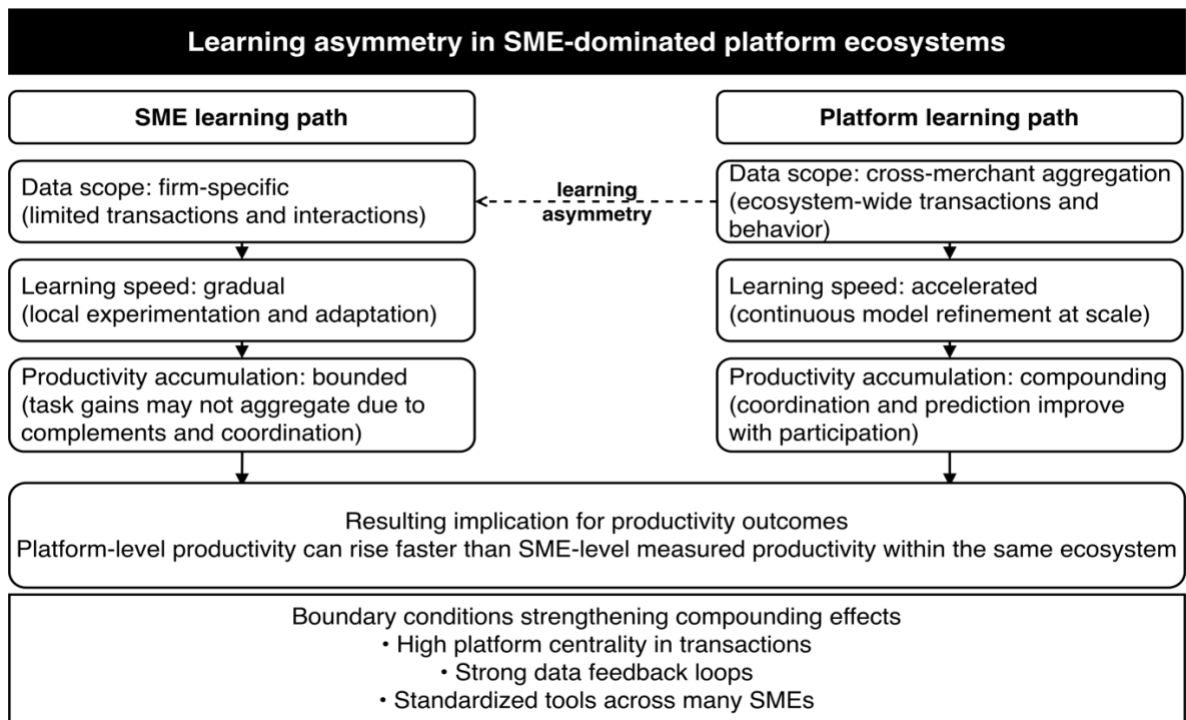 Learning asymmetry in SME-dominated platform ecosystems
SME learning path
Data scope: firm-specific
(limited transactions and interactions)
Learning speed: gradual
(local experimentation and adaptation)
Productivity accumulation: bounded
(task gains may not aggregate due to
complements and coordination)
learning
asymmetry
Platform learning path
Data scope: cross-merchant aggregation
(ecosystem-wide transactions and
behavior)
Learning speed: accelerated
(continuous model refinement at scale)
Productivity accumulation: compounding
(coordination and prediction improve
with participation)
Resulting implication for productivity outcomes
Platform-level productivity can rise faster than SME-level measured productivity within the same ecosystem
Boundary conditions strengthening compounding effects
• High platform centrality in transactions
• Strong data feedback loops
• Standardized tools across many SMEs